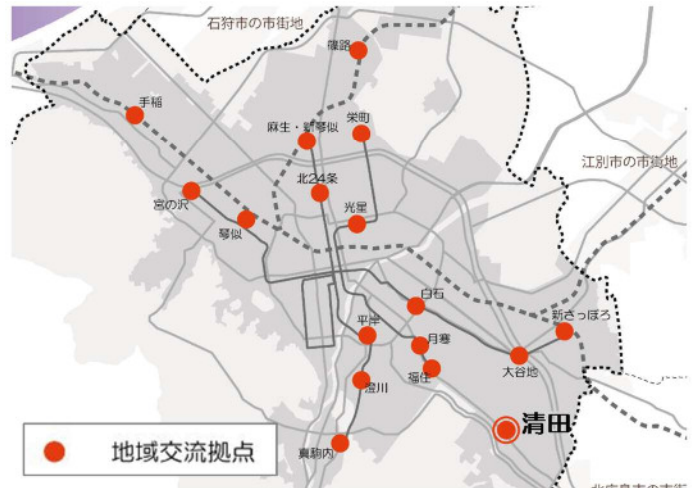 石狩市の市街地
篠路
手稲
麻生・新琴似
栄町
江別市の市街地
宮の沢
北24条
光星
琴似
白石
新さっぽろ
平岸
月寒
大谷地
福住
澄川
清田
真駒内
地域交流拠点